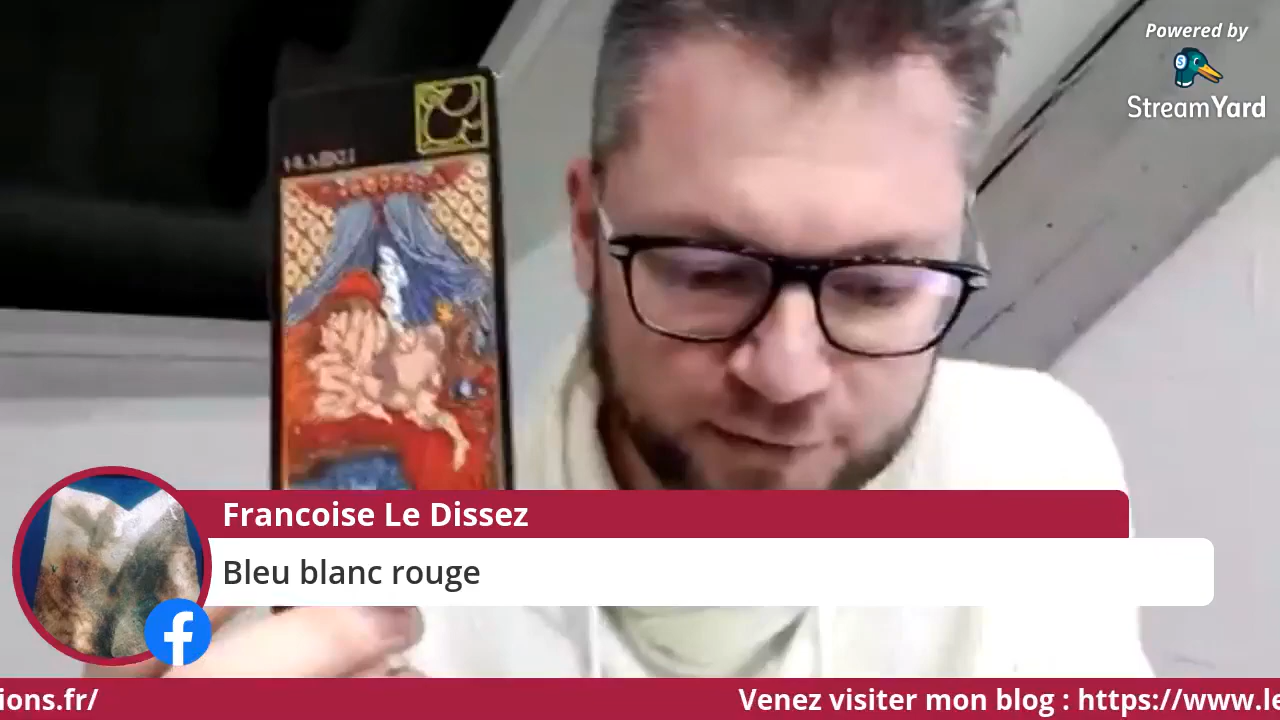 Powered by
StreamYard
Francoise Le Dissez
Bleu blanc rouge
ions.fr/
Venez visiter mon blog : https://www.le